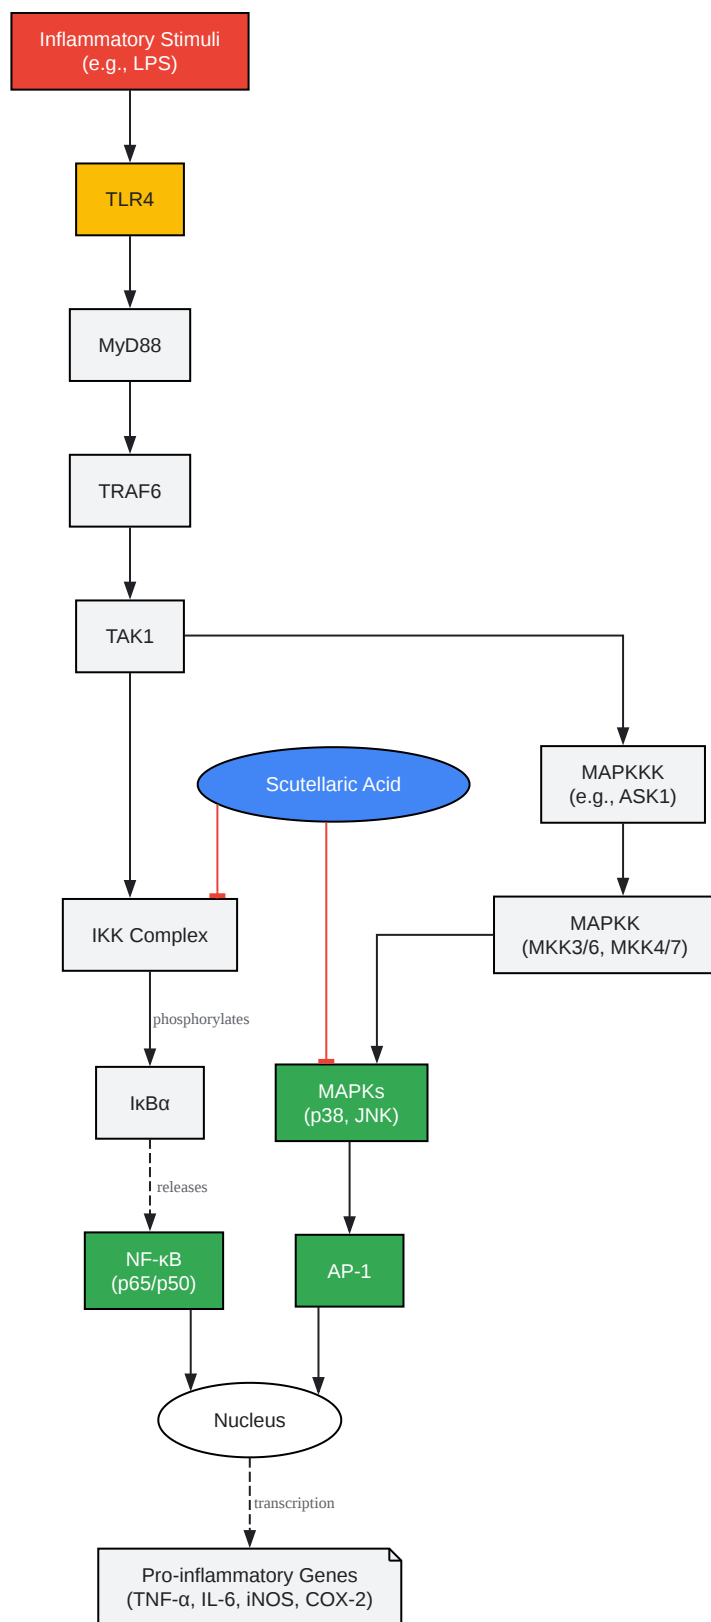 Inflammatory Stimuli
(e.g., LPS)
TLR4
MyD88
TRAF6
TAK1
MAPKKK
(e.g., ASK1)
Scutellaric Acid
MAPKK
(MKK3/6, MKK4/7)
IKK Complex
phosphorylates
MAPKs
(p38, JNK)
IκBα
releases
NF-κB
(p65/p50)
AP-1
Nucleus
transcription
Pro-inflammatory Genes
(TNF-α, IL-6, iNOS, COX-2)